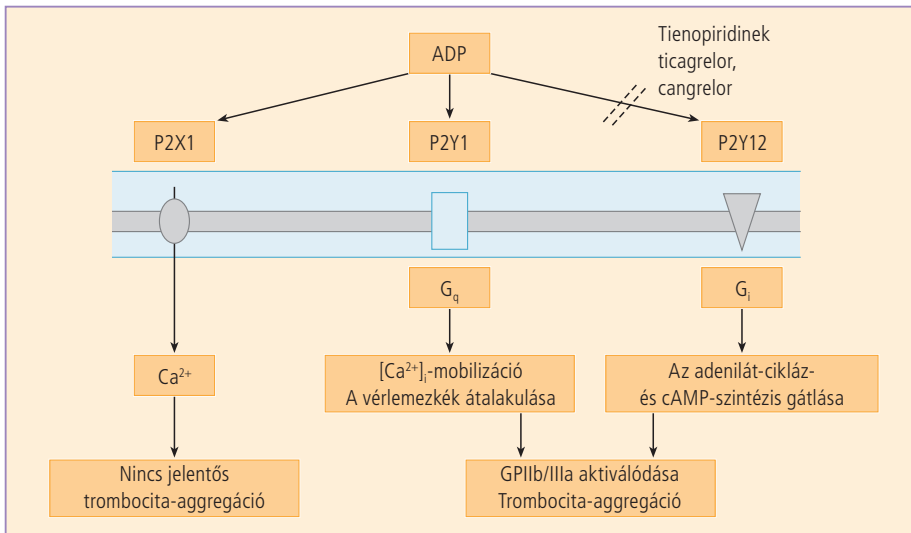 Tienopiridinek
ticagrelor,
cangrelor
ADP
P2X1
P2Y1
P2Y12
Gq
Gi
Ca²⁺
[Ca²⁺]i-mobilizáció
A vérlemezkék átalakulása
Az adenilát-cikláz-
és cAMP-szintézis gátlása
Nincs jelentős
trombocita-aggregáció
GPIIb/IIIa aktiválódása
Trombocita-aggregáció